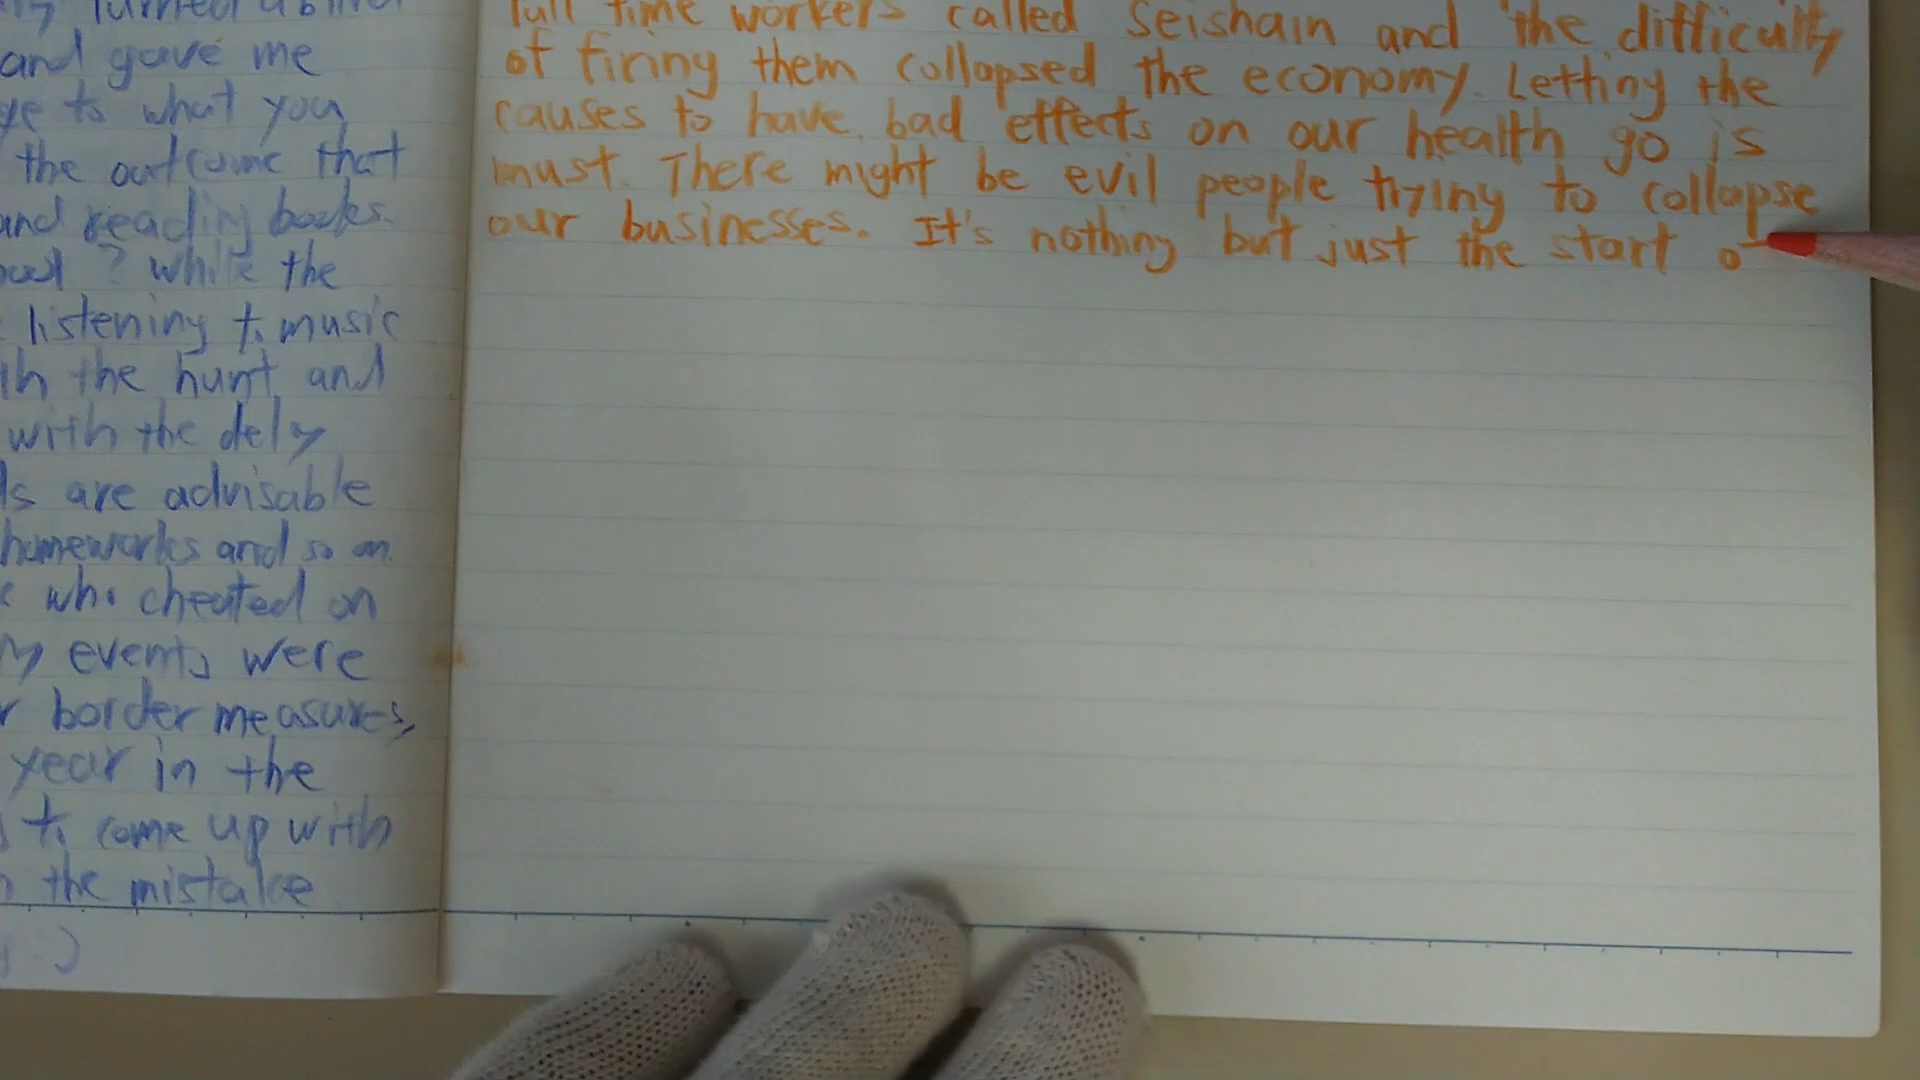 and gave me
to what you
the outcome that
and reading books.
? while the
listening to music
the hunt and
with the dely
are advisable
homeworks and so on.
who cheated on
events were
border measures,
year in the
to come up with
the mistake
full time workers called Seishain and the difficulty
of firiny them collapsed the economy. Letting the
causes to have bad effects on our health go is
must. There might be evil people trying to collapse
our businesses. It's nothing but just the start of